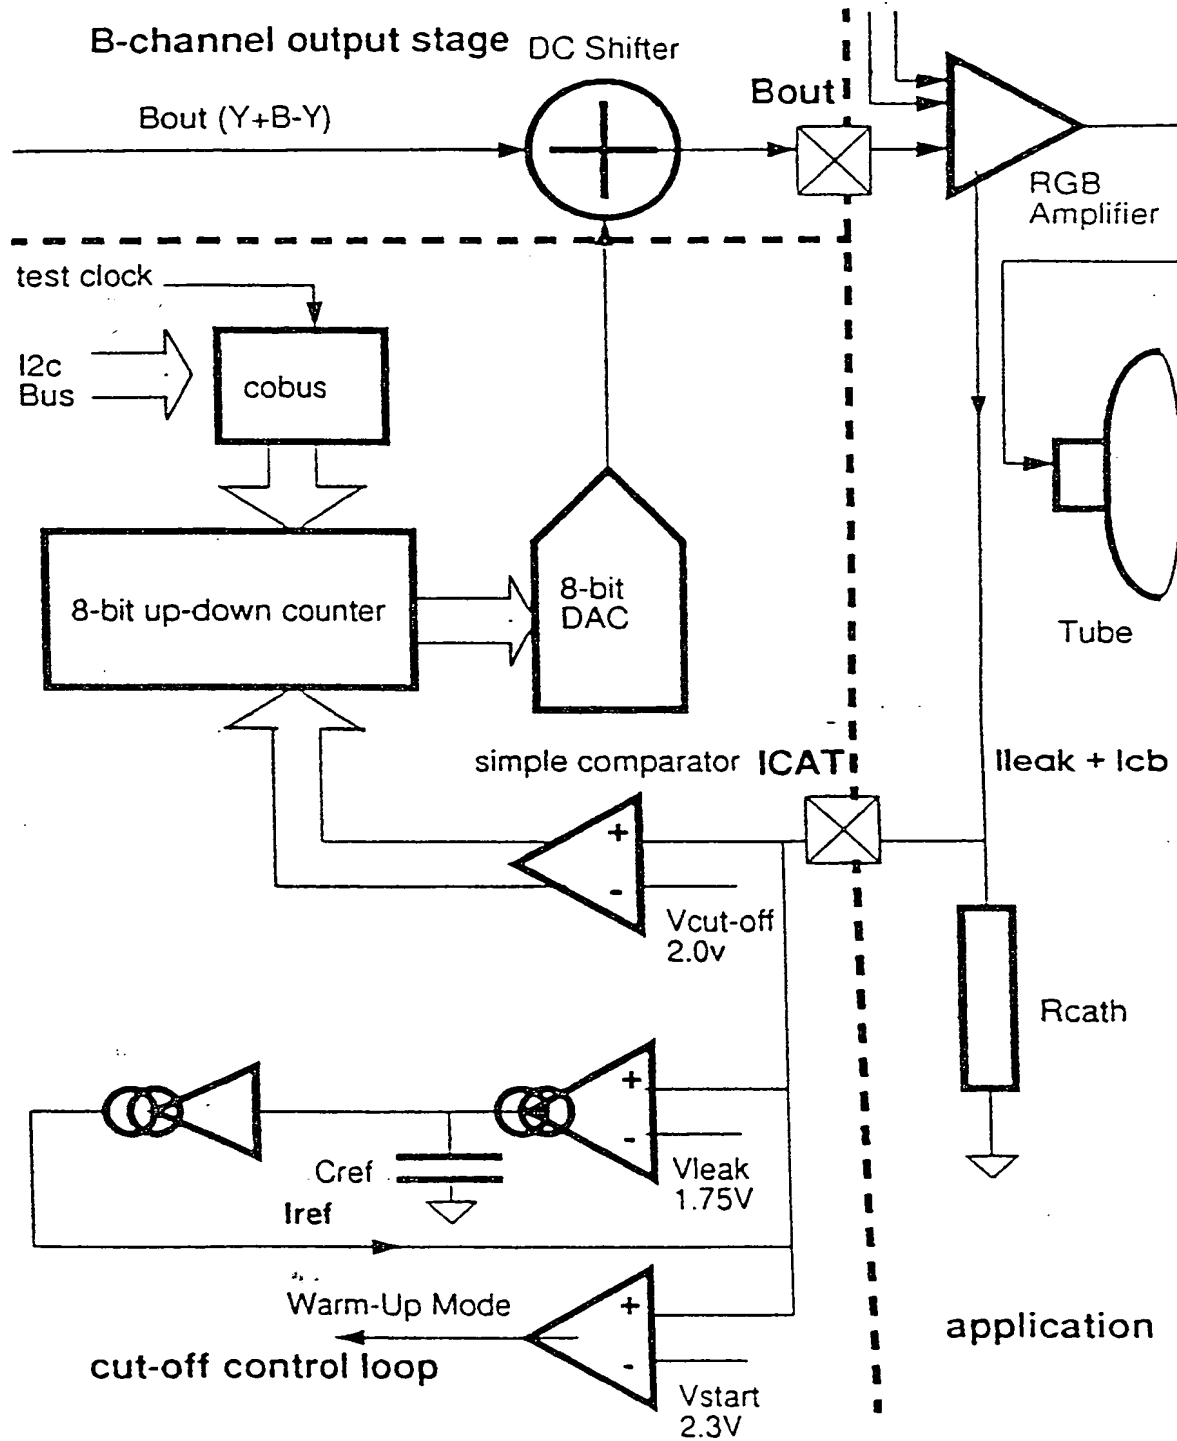 B-channel output stage
DC Shifter
Bout
Bout (Y+B-Y)
RGB
Amplifier
test clock
I2c
Bus
cobus
8-bit up-down counter
8-bit
DAC
Tube
simple comparator
ICAT
Ileak + Icb
+
-
Vcut-off
2.0v
Rcath
+
-
Cref
Vleak
1.75V
Iref
Warm-Up Mode
+
-
cut-off control loop
application
Vstart
2.3V